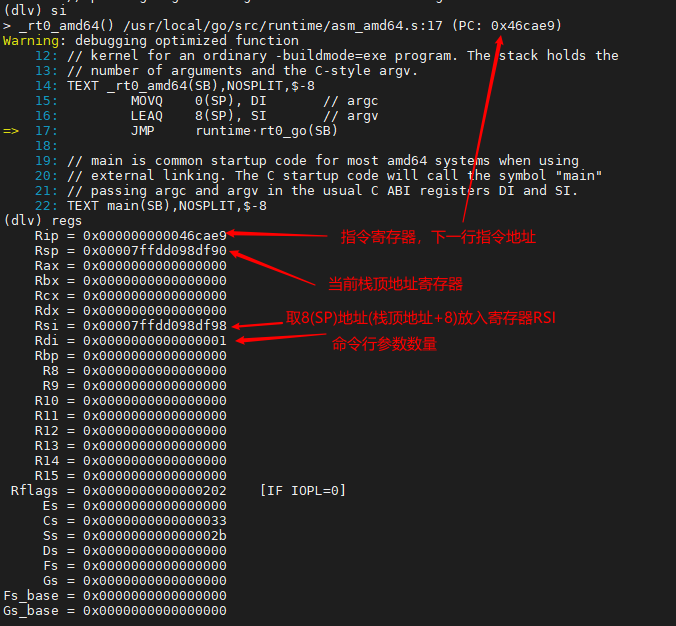 (dlv) si
> _rt0_amd64() /usr/local/go/src/runtime/asm_amd64.s:17 (PC: 0x46cae9)
Warning: debugging optimized function
12: // kernel for an ordinary -buildmode=exe program. The stack holds the
13: // number of arguments and the C-style argv.
14: TEXT _rt0_amd64(SB),NOSPLIT,$-8
15: MOVQ 0(SP), DI // argc
16: LEAQ 8(SP), SI // argv
=> 17: JMP runtime·rt0_go(SB)
18:
19: // main is common startup code for most amd64 systems when using
20: // external linking. The C startup code will call the symbol "main"
21: // passing argc and argv in the usual C ABI registers DI and SI.
22: TEXT main(SB),NOSPLIT,$-8
(dlv) regs
Rip = 0x000000000046cae9 指令寄存器，下一行指令地址
Rsp = 0x00007ffdd098df90
Rax = 0x0000000000000000
Rbx = 0x0000000000000000 当前栈顶地址寄存器
Rcx = 0x0000000000000000
Rdx = 0x0000000000000000
Rsi = 0x00007ffdd098df98 取8(SP)地址(栈顶地址+8)放入寄存器RSI
Rdi = 0x0000000000000001 命令行参数数量
Rbp = 0x0000000000000000
R8 = 0x0000000000000000
R9 = 0x0000000000000000
R10 = 0x0000000000000000
R11 = 0x0000000000000000
R12 = 0x0000000000000000
R13 = 0x0000000000000000
R14 = 0x0000000000000000
R15 = 0x0000000000000000
Rflags = 0x0000000000000202 [IF IOPL=0]
Es = 0x0000000000000000
Cs = 0x0000000000000033
Ss = 0x000000000000002b
Ds = 0x0000000000000000
Fs = 0x0000000000000000
Gs = 0x0000000000000000
Fs_base = 0x0000000000000000
Gs_base = 0x0000000000000000